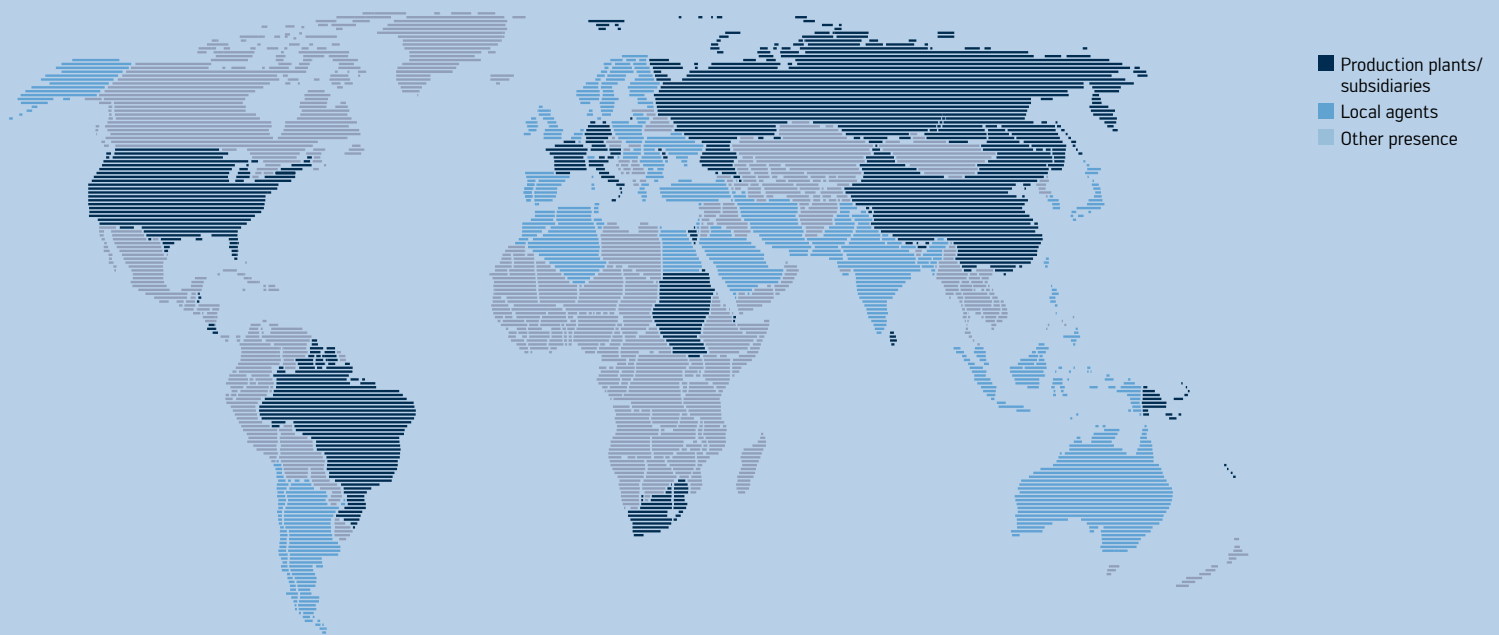 Production plants/
subsidiaries
Local agents
Other presence